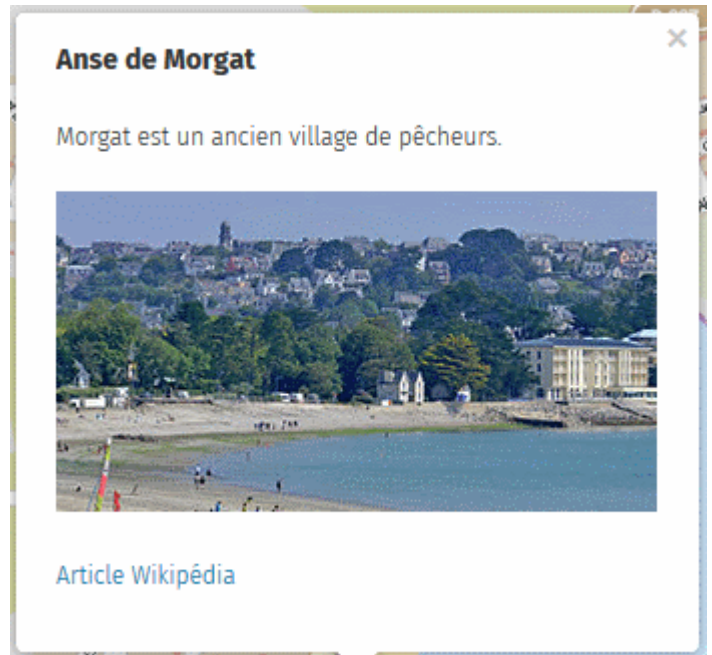 Anse de Morgat
×
Morgat est un ancien village de pêcheurs.
Article Wikipédia